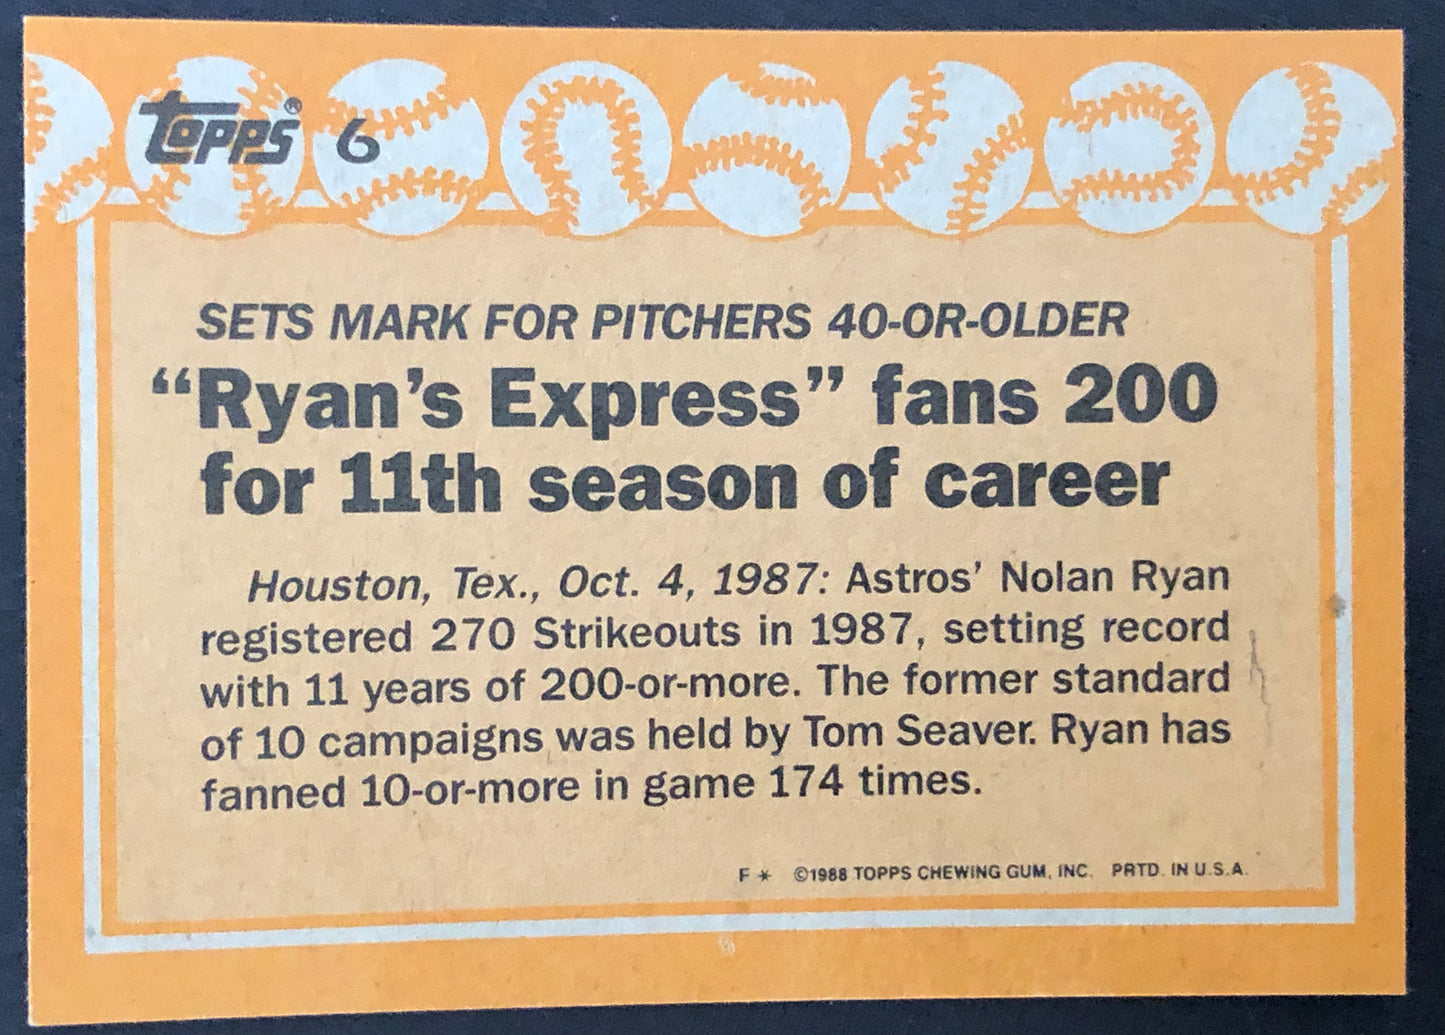 TOPPS® 6
SETS MARK FOR PITCHERS 40-OR-OLDER
“Ryan’s Express” fans 200
for 11th season of career
Houston, Tex., Oct. 4, 1987: Astros’ Nolan Ryan
registered 270 Strikeouts in 1987, setting record
with 11 years of 200-or-more. The former standard
of 10 campaigns was held by Tom Seaver. Ryan has
fanned 10-or-more in game 174 times.
F * ©1988 TOPPS CHEWING GUM, INC. PRTD. IN U.S.A.